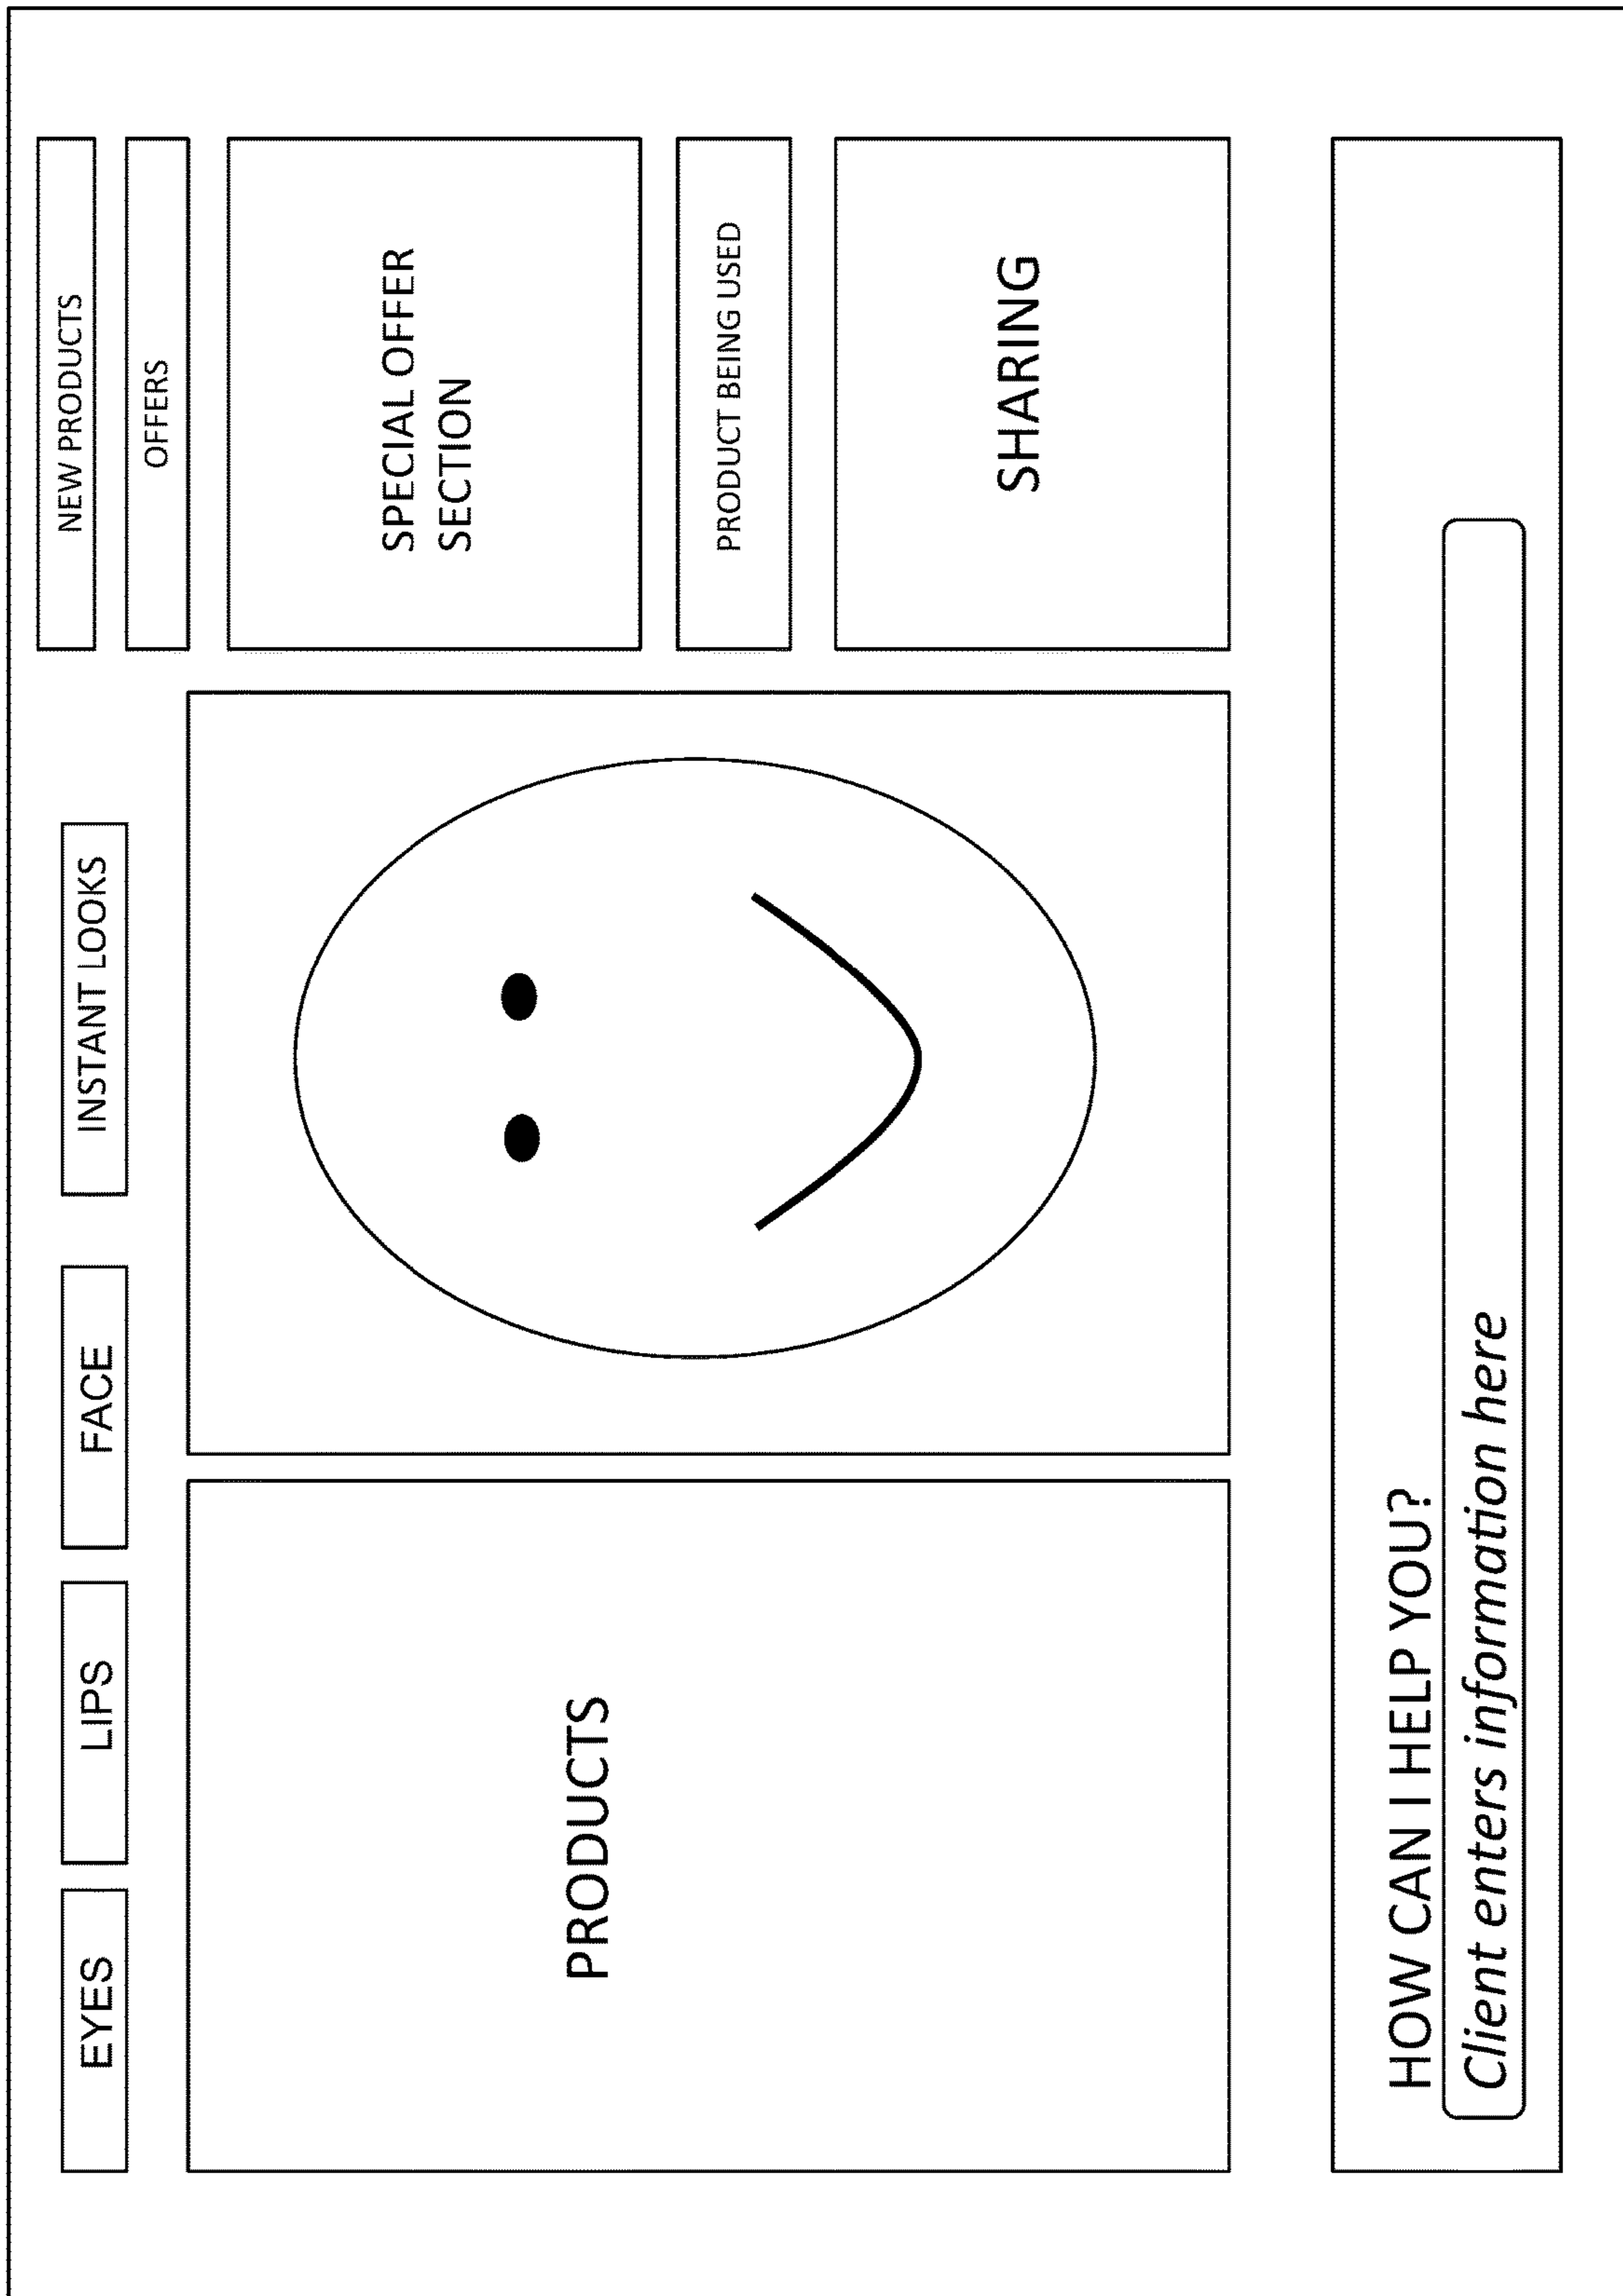 EYES
LIPS
FACE
INSTANT LOOKS
NEW PRODUCTS
OFFERS
PRODUCTS
SPECIAL OFFER
SECTION
PRODUCT BEING USED
SHARING
HOW CAN I HELP YOU?
Client enters information here